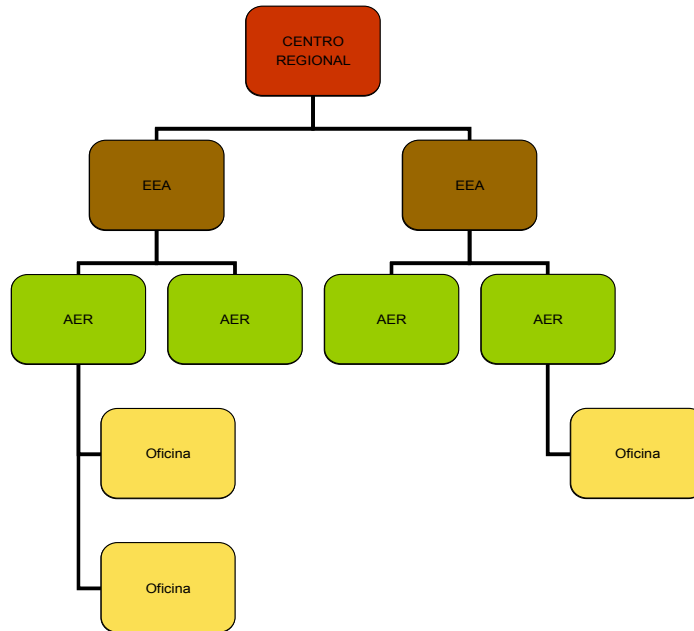 CENTRO
REGIONAL
EEA
EEA
AER
AER
AER
AER
Oficina
Oficina
Oficina